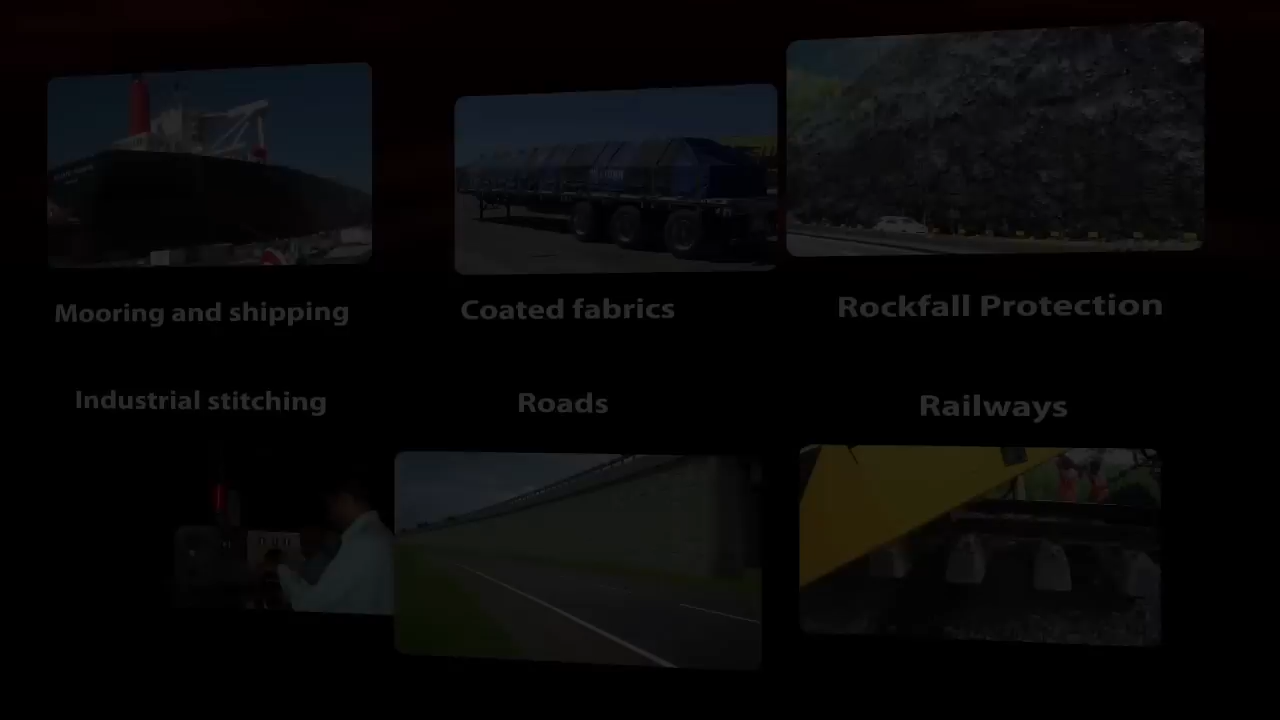 Mooring and shipping
Coated fabrics
Rockfall Protection
Industrial stitching
Roads
Railways